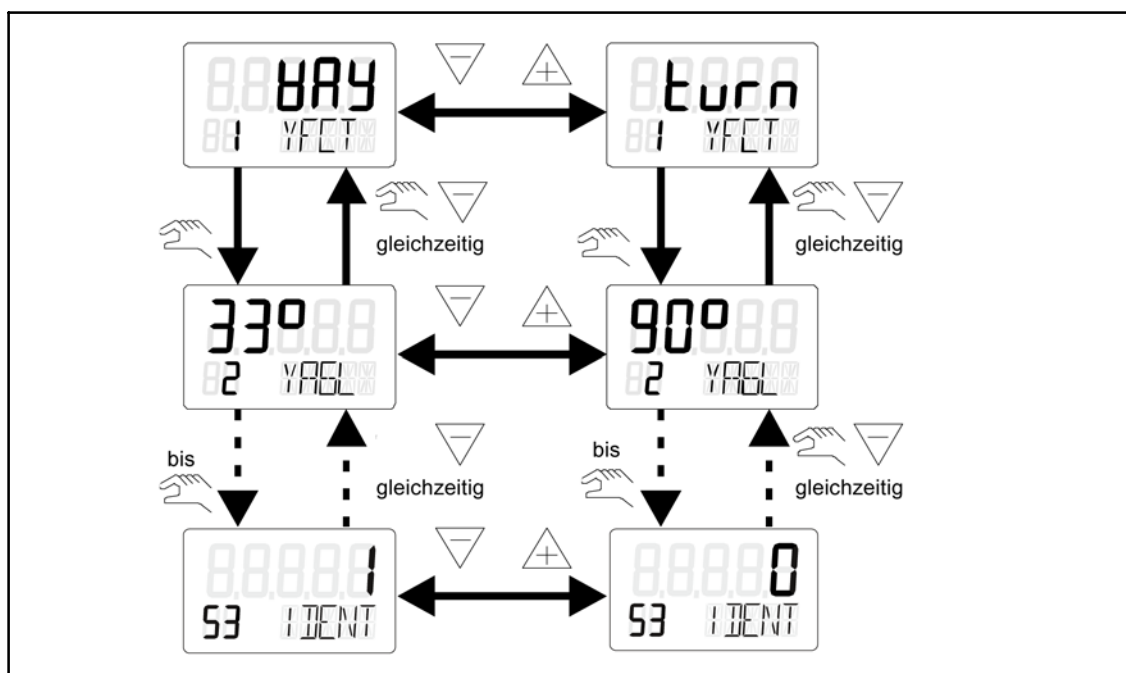 WAY
1 YFCT
turn
1 YFCT
gleichzeitig
gleichzeitig
33°
2 YAGL
90°
2 YAGL
bis
gleichzeitig
bis
gleichzeitig
1
53 IDENT
0
53 IDENT